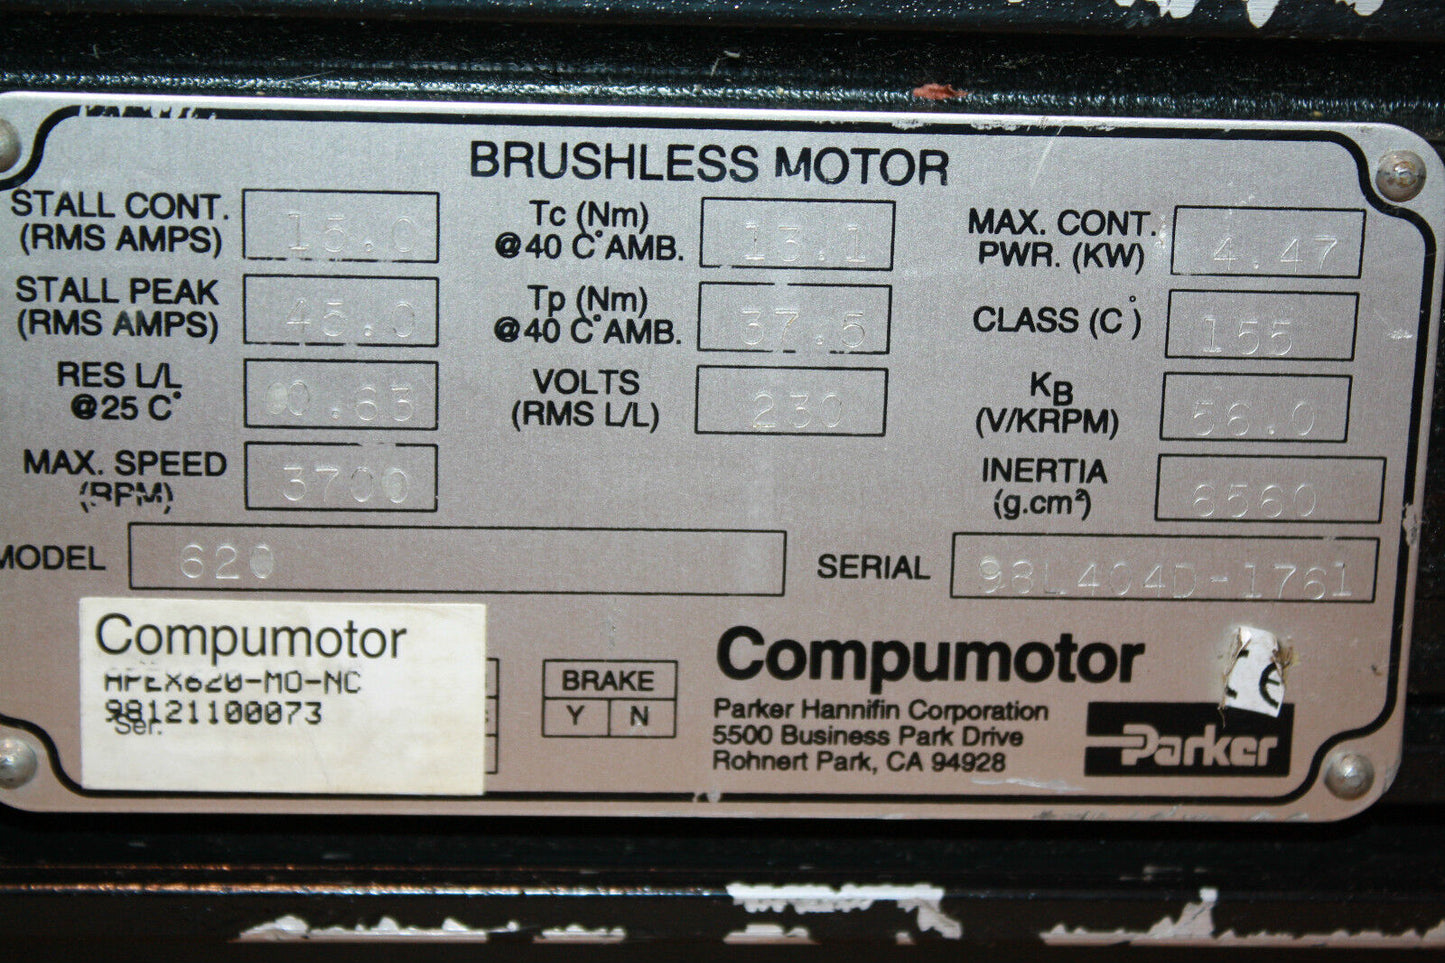 BRUSHLESS MOTOR
STALL CONT. (RMS AMPS) 15.0
Tc (Nm) @40 C° AMB. 13.1
MAX. CONT. PWR. (KW) 4.47
STALL PEAK (RMS AMPS) 45.0
Tp (Nm) @40 C° AMB. 37.5
CLASS (C°) 155
RES L/L @25 C° 0.63
VOLTS (RMS L/L) 230
KB (V/KRPM) 56.0
MAX. SPEED (RPM) 3700
INERTIA (g.cm²)
MODEL 620
SERIAL 98L404D-1761
Compumotor
APEX620-MO-NC
98121100073
Ser.
BRAKE
Y N
Compumotor
Parker Hannifin Corporation
5500 Business Park Drive
Rohnert Park, CA 94928
CE
Parker